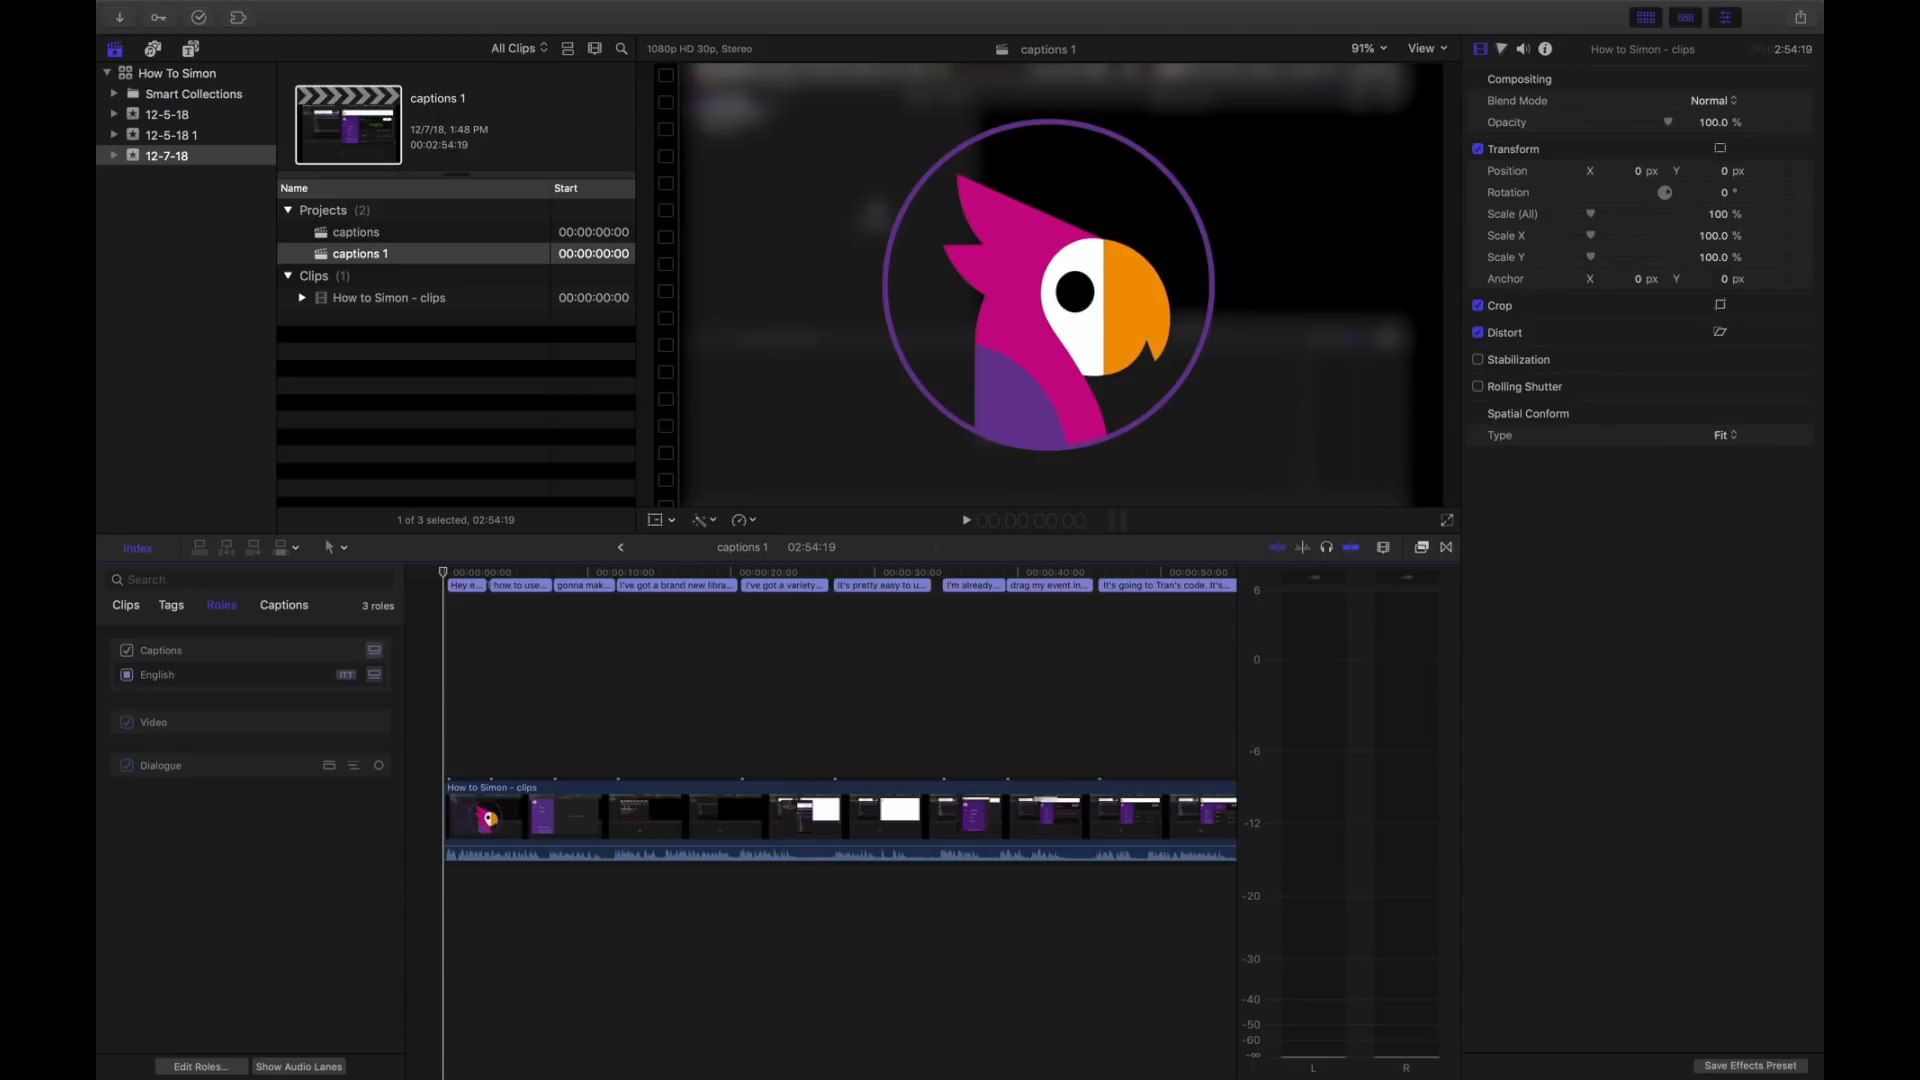 All Clips
1080p HD 30p, Stereo
captions 1
91%
View
How to Simon - clips
2:54:19
How To Simon
Smart Collections
12-5-18
12-5-18 1
12-7-18
captions 1
12/7/18, 1:48 PM
00:02:54:19
Name
Start
Projects (2)
captions
00:00:00:00
captions 1
00:00:00:00
Clips (1)
How to Simon - clips
00:00:00:00
1 of 3 selected, 02:54:19
00:00:00:00
Compositing
Blend Mode
Normal
Opacity
100.0 %
Transform
Position X 0 px Y 0 px
Rotation 0 °
Scale (All) 100 %
Scale X 100.0 %
Scale Y 100.0 %
Anchor X 0 px Y 0 px
Crop
Distort
Stabilization
Rolling Shutter
Spatial Conform
Type Fit
Index
captions 1
02:54:19
Search
Clips
Tags
Roles
Captions
3 roles
Captions
English
ITT
Video
Dialogue
Edit Roles...
Show Audio Lanes
00:00:00:00
00:00:10:00
00:00:20:00
00:00:30:00
00:00:40:00
00:00:50:00
Hey e...
how to use...
gonna mak...
I've got a brand new libra...
I've got a variety...
It's pretty easy to u...
I'm already...
drag my event in...
It's going to Tran's code. It's...
How to Simon - clips
-∞
-∞
6
0
-6
-12
-20
-30
-40
-50
-60
-∞
L
R
Save Effects Preset